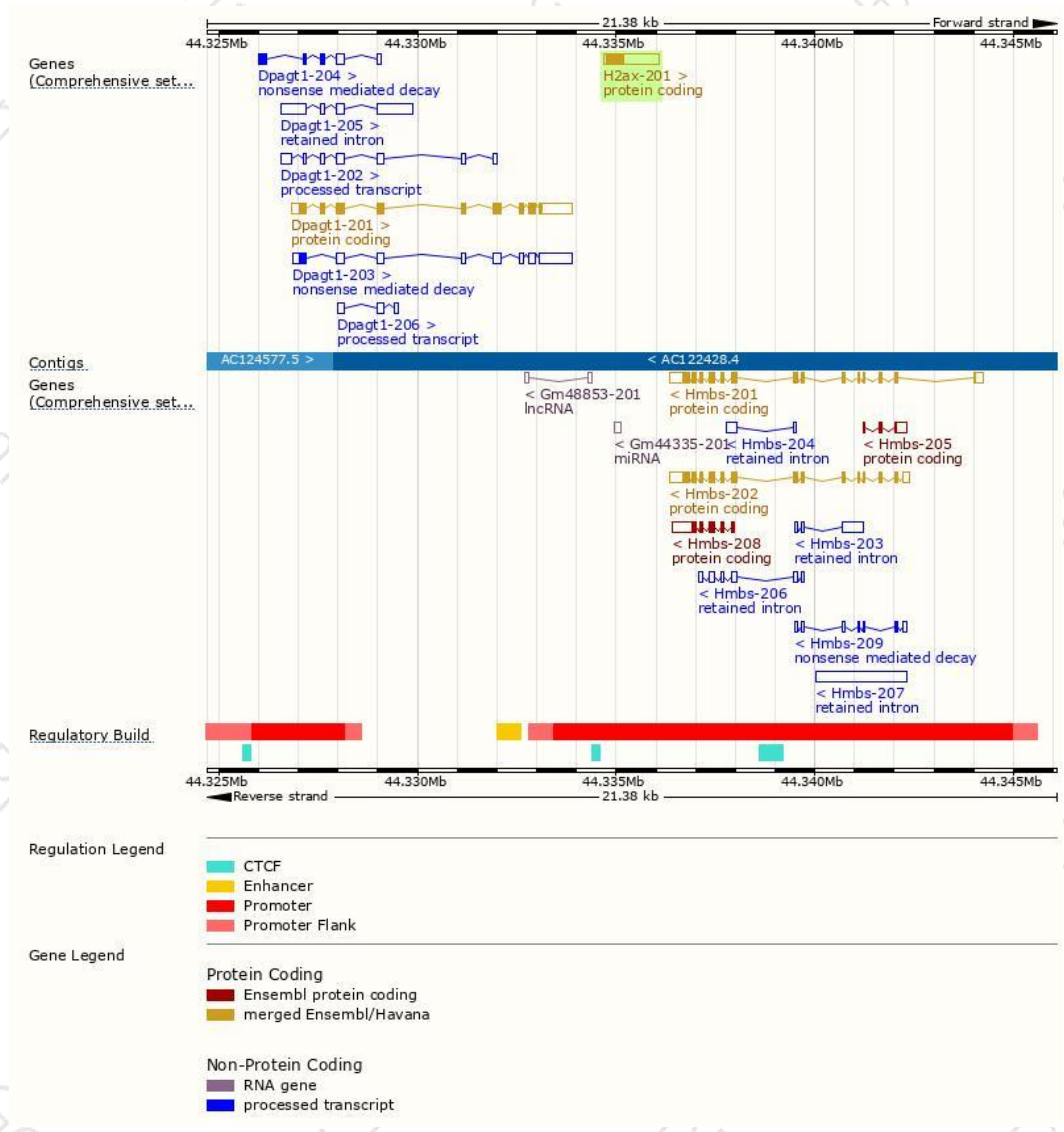 21.38 kb Forward strand
44.325Mb 44.330Mb 44.335Mb 44.340Mb 44.345Mb
Genes
(Comprehensive set...
Dpagt1-204 >
nonsense mediated decay
H2ax-201 >
protein coding
Dpagt1-205 >
retained intron
Dpagt1-202 >
processed transcript
Dpagt1-201 >
protein coding
Dpagt1-203 >
nonsense mediated decay
Dpagt1-206 >
processed transcript
Contigs
AC124577.5 > < AC122428.4
Genes
(Comprehensive set...
< Gm48853-201
lncRNA
< Hmbs-201
protein coding
< Gm44335-201
miRNA
< Hmbs-204
retained intron
< Hmbs-205
protein coding
< Hmbs-202
protein coding
< Hmbs-208
protein coding
< Hmbs-203
retained intron
< Hmbs-206
retained intron
< Hmbs-209
nonsense mediated decay
< Hmbs-207
retained intron
Regulatory Build
44.325Mb 44.330Mb 44.335Mb 44.340Mb 44.345Mb
Reverse strand 21.38 kb
Regulation Legend
CTCF
Enhancer
Promoter
Promoter Flank
Gene Legend
Protein Coding
Ensembl protein coding
merged Ensembl/Havana
Non-Protein Coding
RNA gene
processed transcript